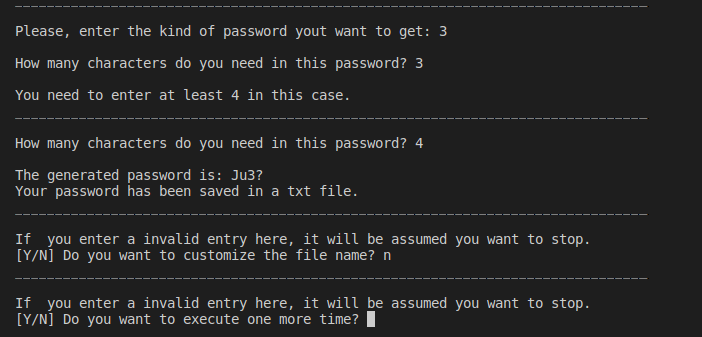 Please, enter the kind of password yout want to get: 3
How many characters do you need in this password? 3
You need to enter at least 4 in this case.
How many characters do you need in this password? 4
The generated password is: Ju3?
Your password has been saved in a txt file.
If  you enter a invalid entry here, it will be assumed you want to stop.
[Y/N] Do you want to customize the file name? n
If  you enter a invalid entry here, it will be assumed you want to stop.
[Y/N] Do you want to execute one more time?